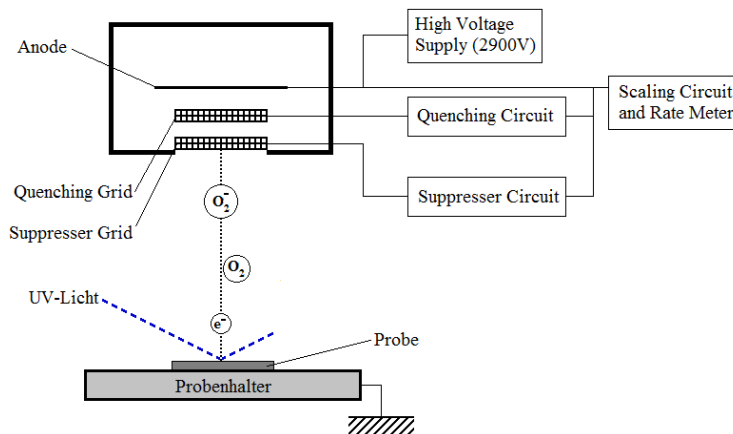 High Voltage
Supply (2900V)
Anode
Scaling Circuit
and Rate Meter
Quenching Circuit
Quenching Grid
Suppresser Circuit
O₂⁻
Suppresser Grid
O₂
UV-Licht
e⁻
Probe
Probenhalter